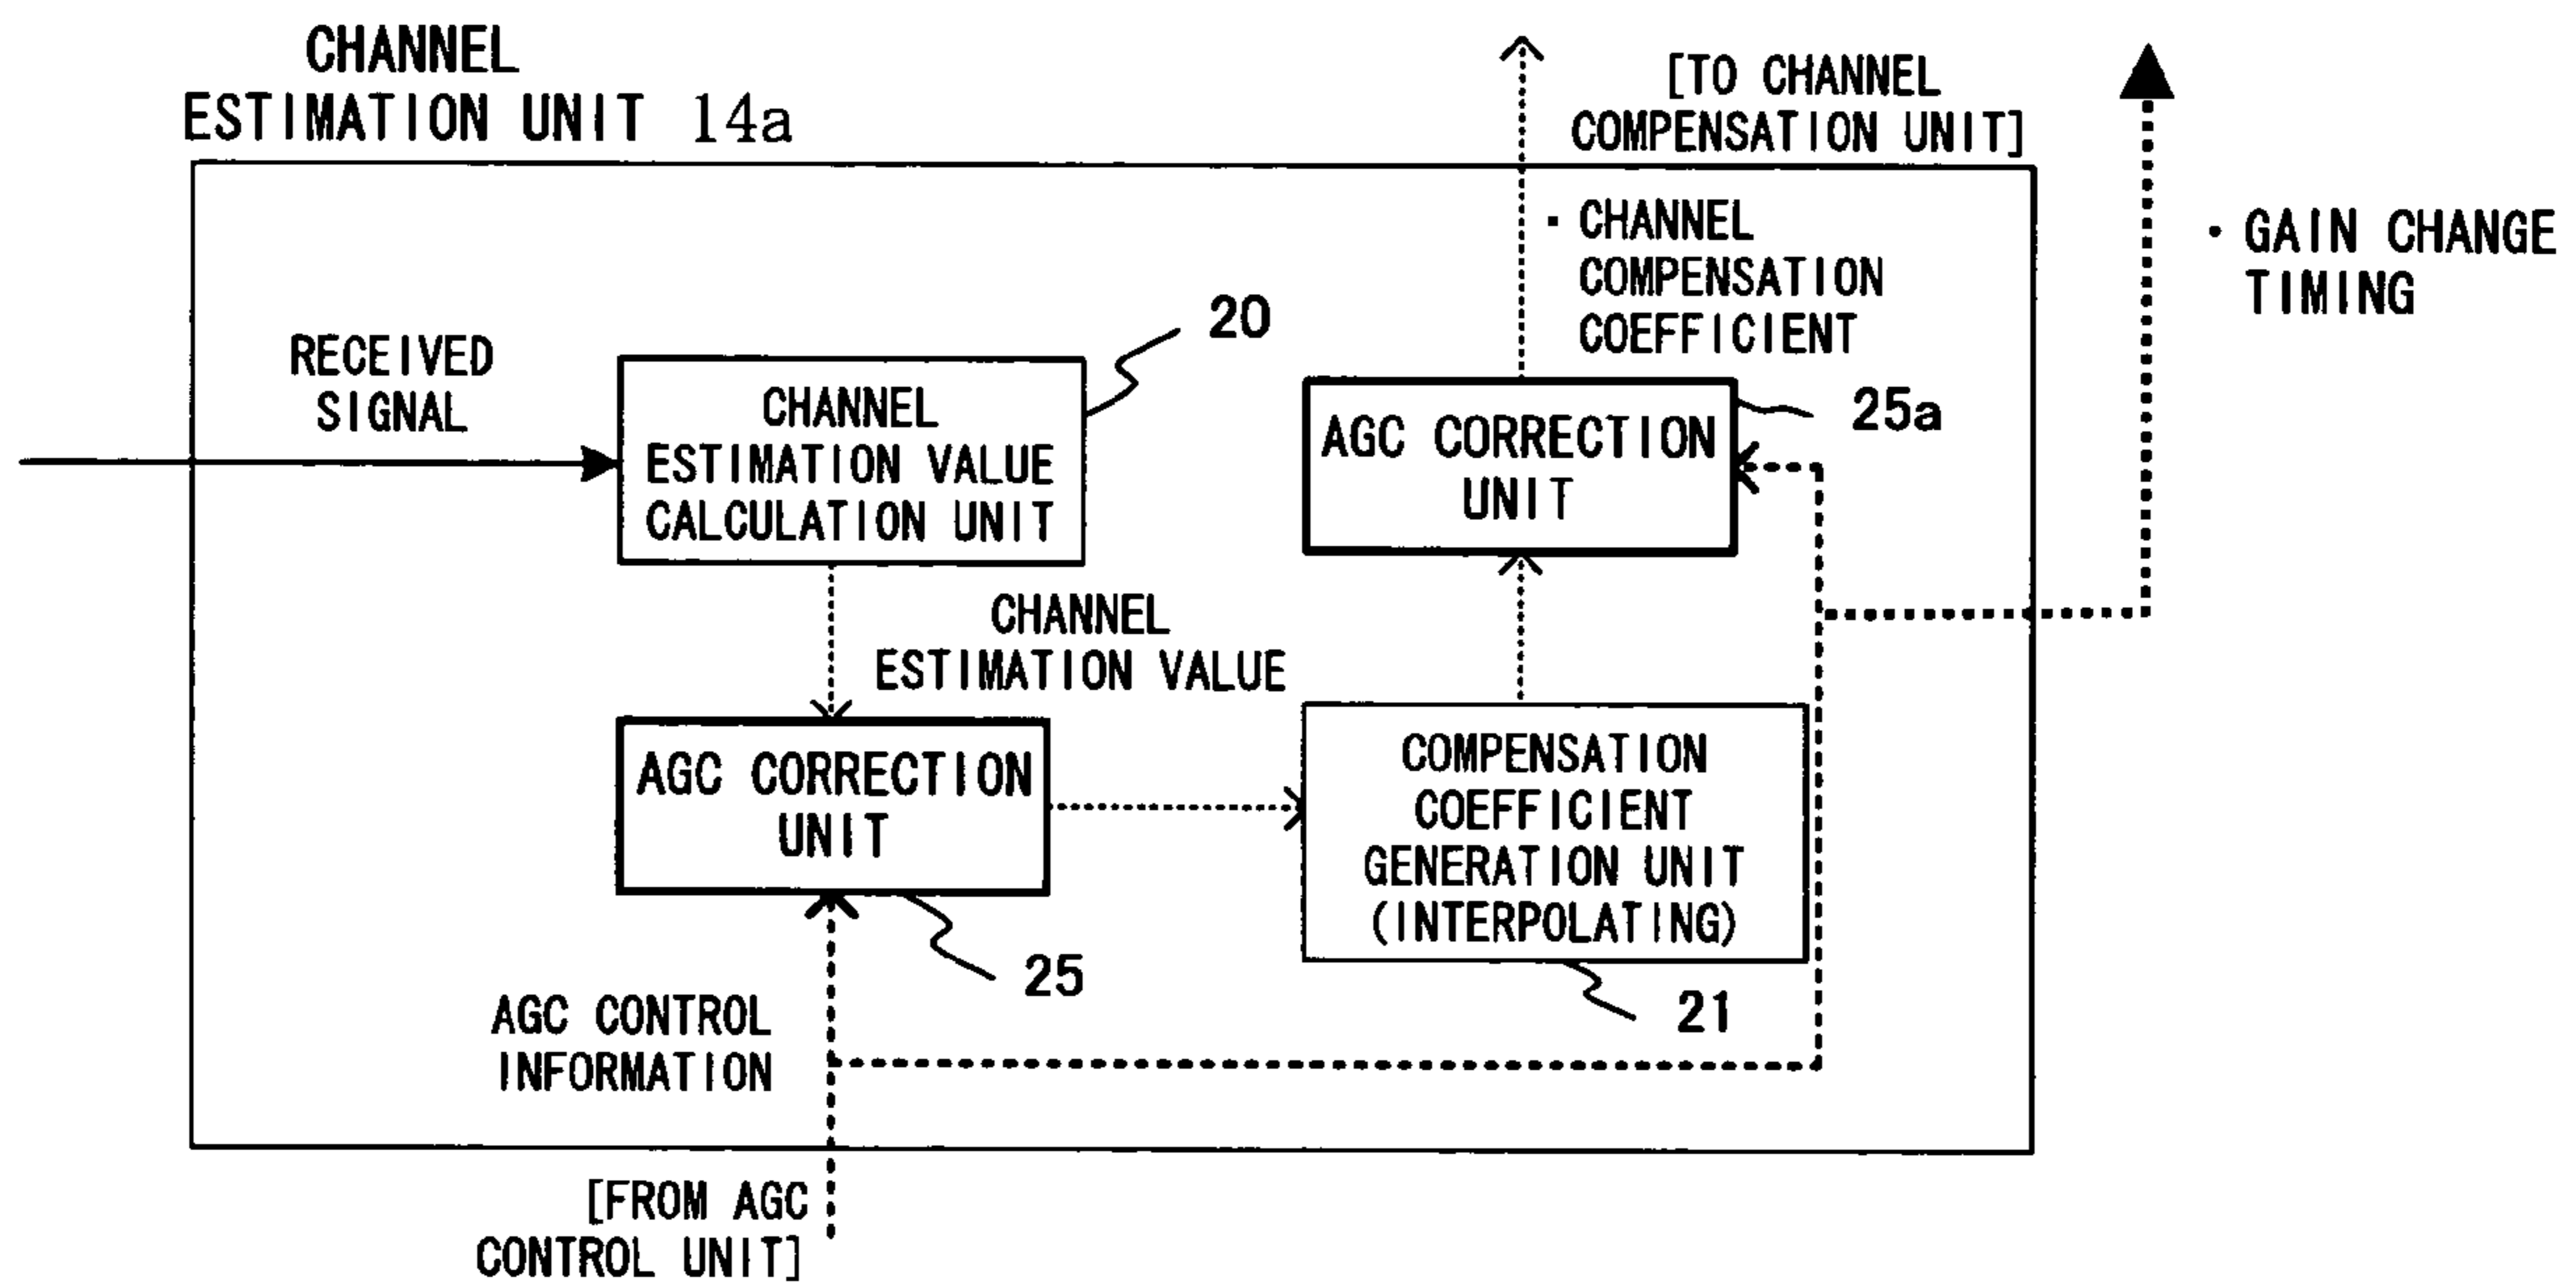 CHANNEL
ESTIMATION UNIT 14a
[TO CHANNEL
COMPENSATION UNIT]
· CHANNEL
COMPENSATION
COEFFICIENT
· GAIN CHANGE
TIMING
RECEIVED
SIGNAL
20
CHANNEL
ESTIMATION VALUE
CALCULATION UNIT
25a
AGC CORRECTION
UNIT
CHANNEL
ESTIMATION VALUE
AGC CORRECTION
UNIT
25
COMPENSATION
COEFFICIENT
GENERATION UNIT
(INTERPOLATING)
21
AGC CONTROL
INFORMATION
[FROM AGC
CONTROL UNIT]